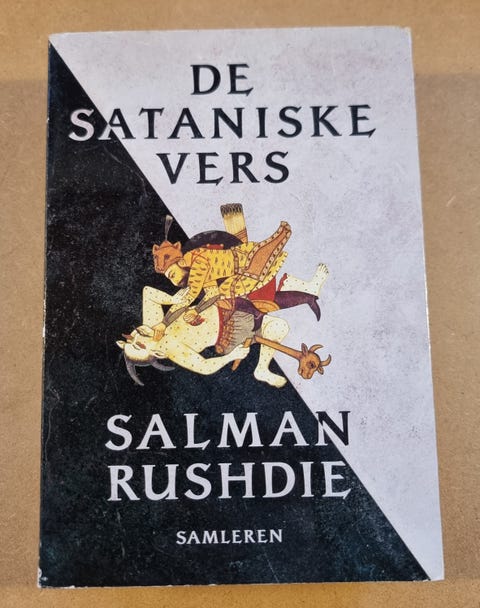 DE
SATANISKE
VERS
SALMAN
RUSHDIE
SAMLEREN